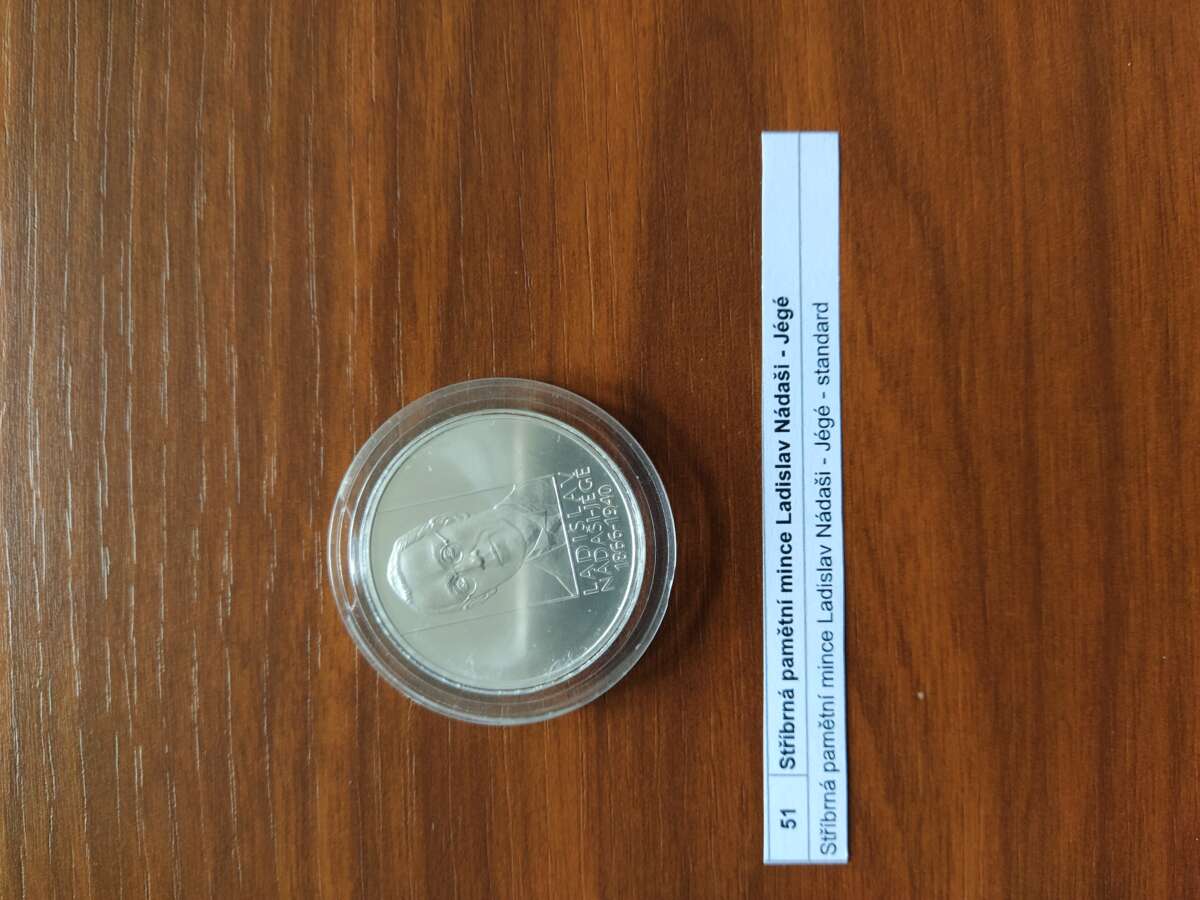 LADISLAV
NÁDAŠI-JÉGÉ
1866-1940
51 Stříbrná pamětní mince Ladislav Nádaši - Jégé
Stříbrná pamětní mince Ladislav Nádaši - Jégé - standard